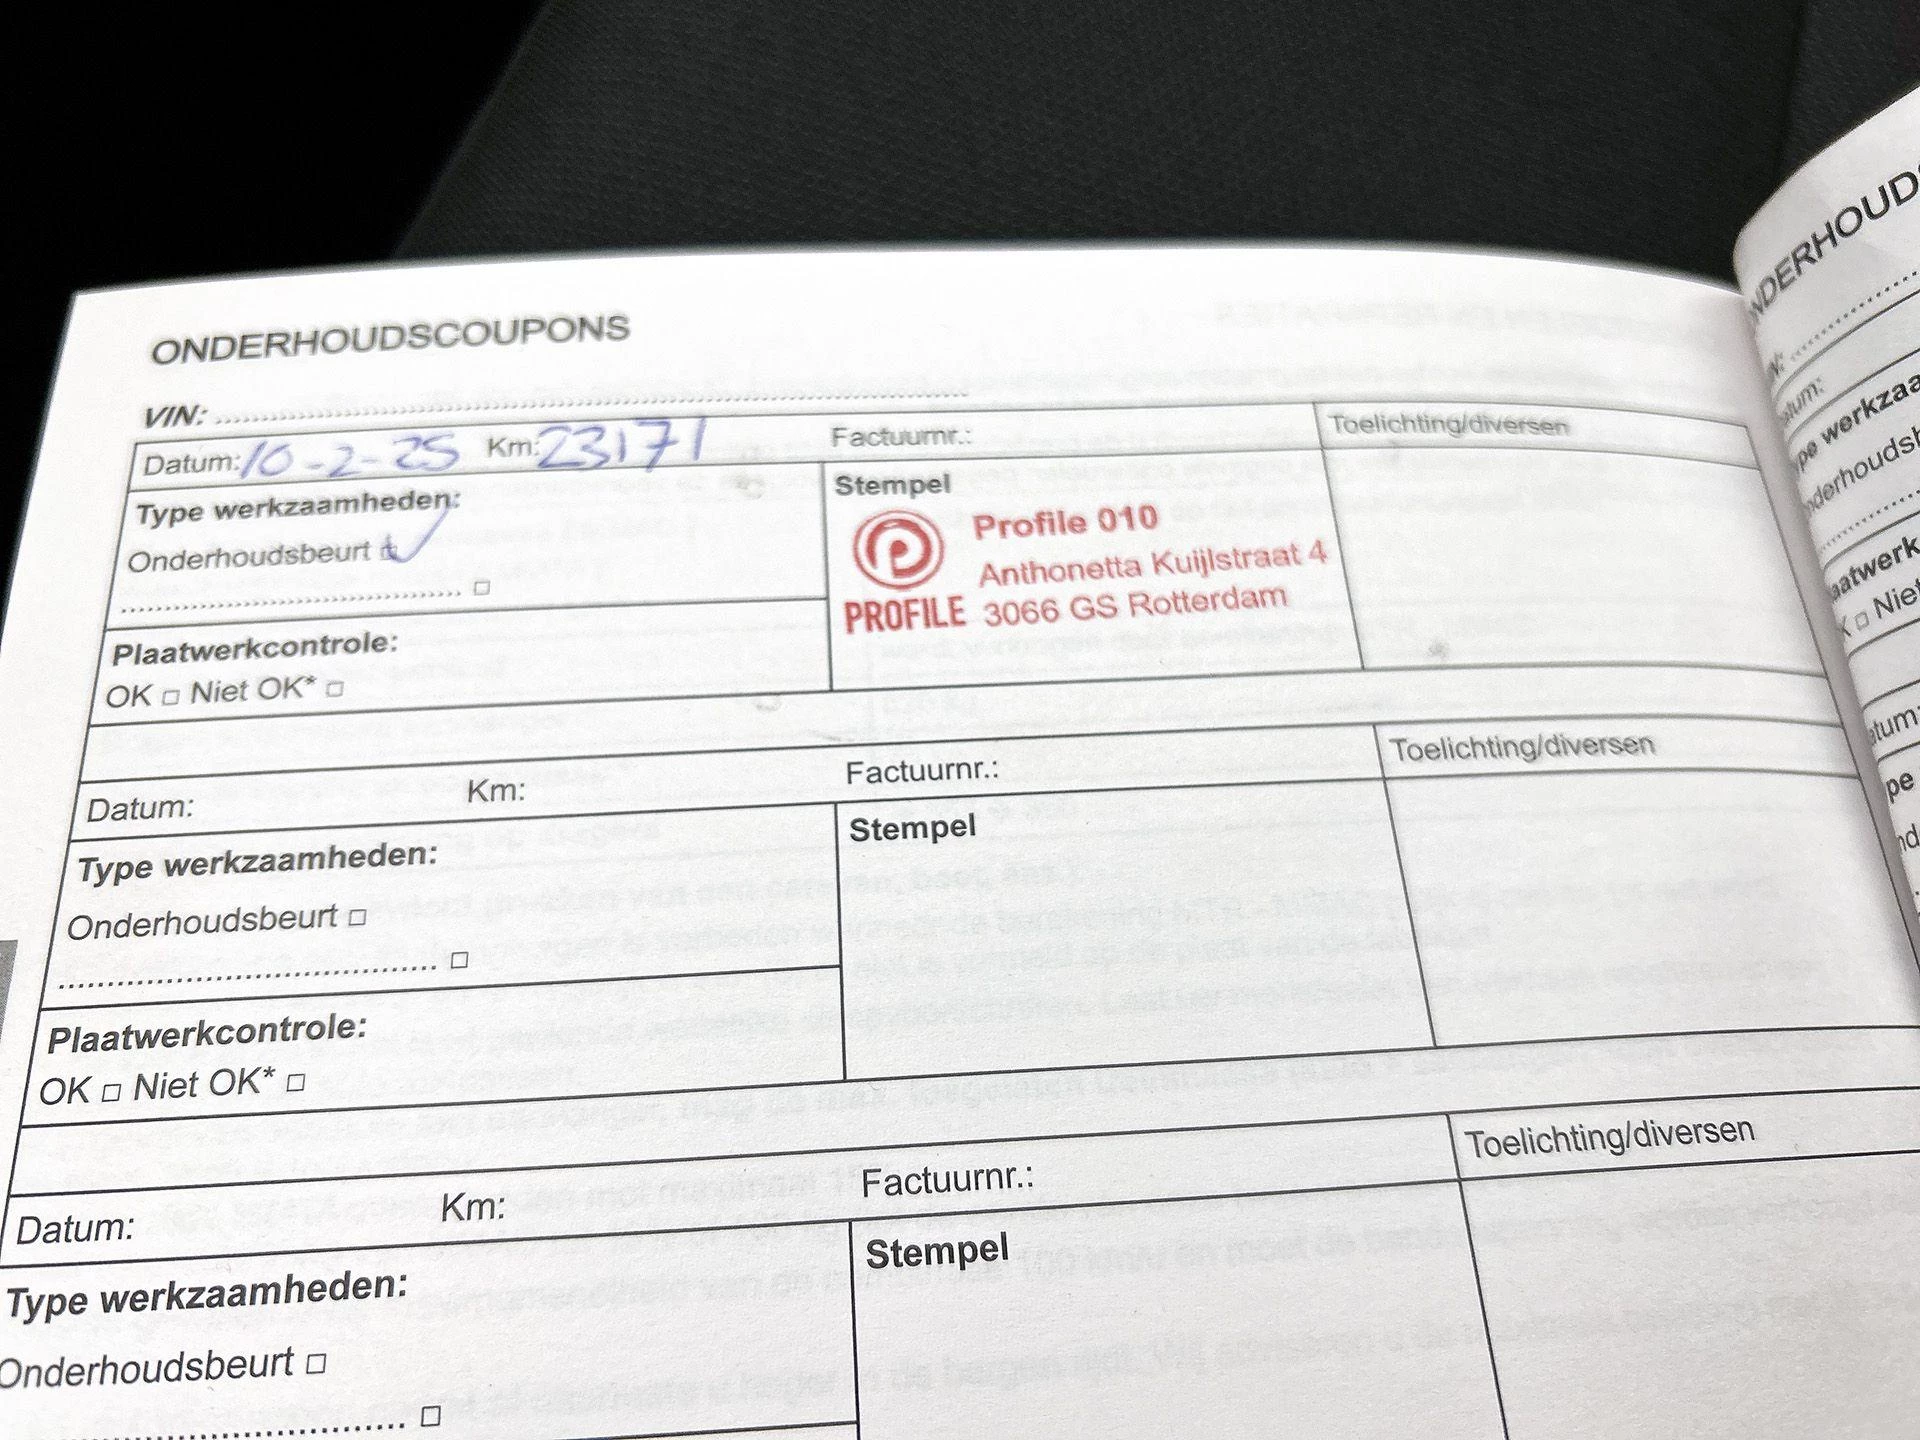 ONDERHOUDSCOUPONS
VIN: ........................................
Datum: 10-2-25 Km: 23171 Factuurnr.: Toelichting/diversen
Type werkzaamheden:
Onderhoudsbeurt □
........................................ □
Stempel
PROFILE
Profile 010
Anthonetta Kuijlstraat 4
3066 GS Rotterdam
Plaatwerkcontrole:
OK □ Niet OK* □
Datum: Km: Factuurnr.: Toelichting/diversen
Type werkzaamheden:
Onderhoudsbeurt □
........................................ □
Stempel
Plaatwerkcontrole:
OK □ Niet OK* □
Datum: Km: Factuurnr.: Toelichting/diversen
Type werkzaamheden:
Onderhoudsbeurt □
........................................ □
Stempel